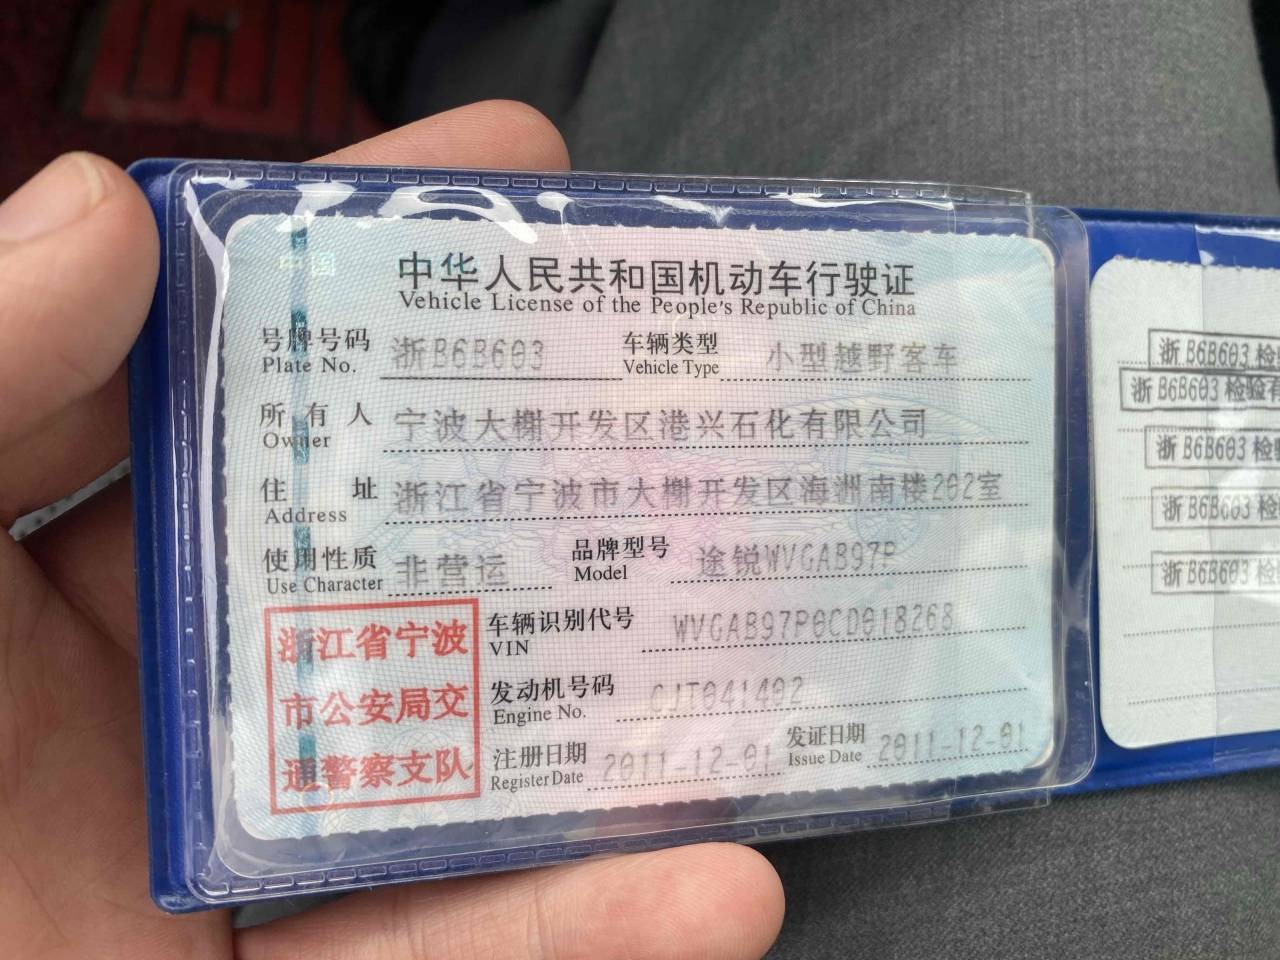 中国
中华人民共和国机动车行驶证
Vehicle License of the People's Republic of China
号牌号码 浙B6B603 车辆类型 小型越野客车
Plate No. Vehicle Type
所有人 宁波大榭开发区港兴石化有限公司
Owner
住址 浙江省宁波市大榭开发区海洲南楼202室
Address
使用性质 非营运 品牌型号 途锐WVGAB97P
Use Character Model
车辆识别代号 WVGAB97P0CD018268
VIN
发动机号码 CJT041402
Engine No.
注册日期 2011-12-01 发证日期 2011-12-01
Register Date Issue Date
浙江省宁波
市公安局交
通警察支队
浙B6B603 检
浙B6B603 检验有
浙B6B603 检
浙B6B603 检
浙B6B603 检